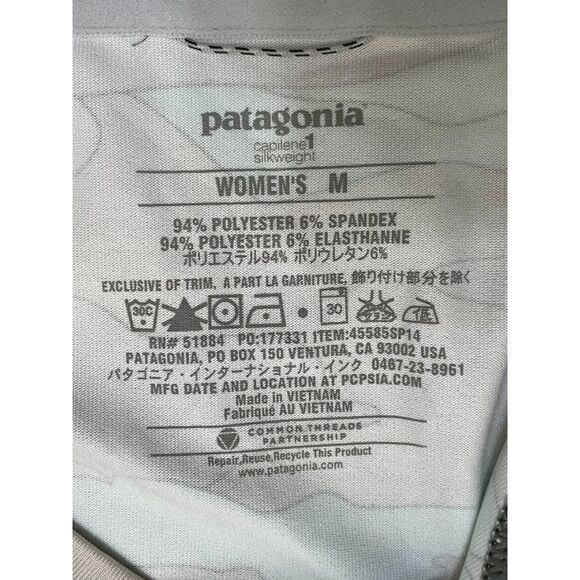 patagonia
capilene 1
silkweight
WOMEN'S M
94% POLYESTER 6% SPANDEX
94% POLYESTER 6% ELASTHANNE
ポリエステル94% ポリウレタン6%
EXCLUSIVE OF TRIM, A PART LA GARNITURE, 飾り付け部分を除く
30C 30 低
RN# 51884 PO:177331 ITEM:45585SP14
PATAGONIA, PO BOX 150 VENTURA, CA 93002 USA
パタゴニア・インターナショナル・インク 0467-23-8961
MFG DATE AND LOCATION AT PCPSIA.COM
Made in VIETNAM
Fabriqué AU VIETNAM
COMMON THREADS
PARTNERSHIP
Repair,Reuse,Recycle This Product
www.patagonia.com